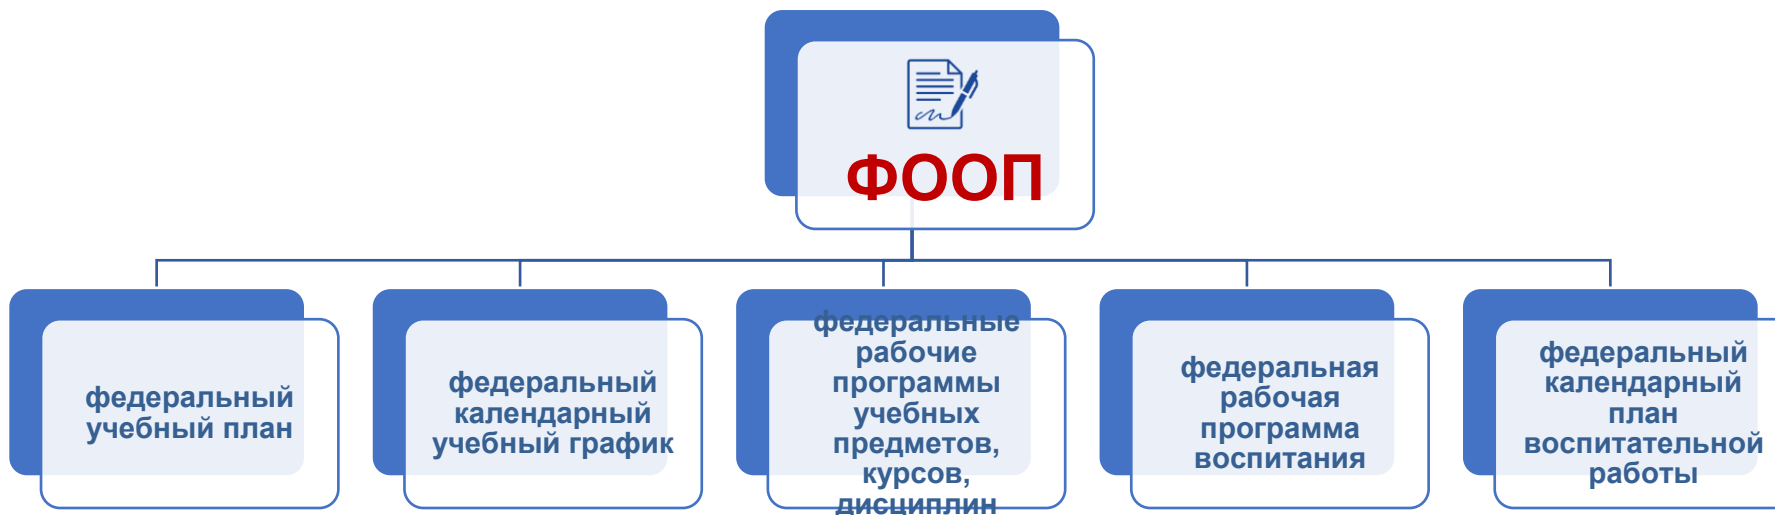 ФООП
федеральный
учебный план
федеральный
календарный
учебный график
федеральные
рабочие
программы
учебных
предметов,
курсов,
дисциплин
федеральная
рабочая
программа
воспитания
федеральный
календарный
план
воспитательной
работы